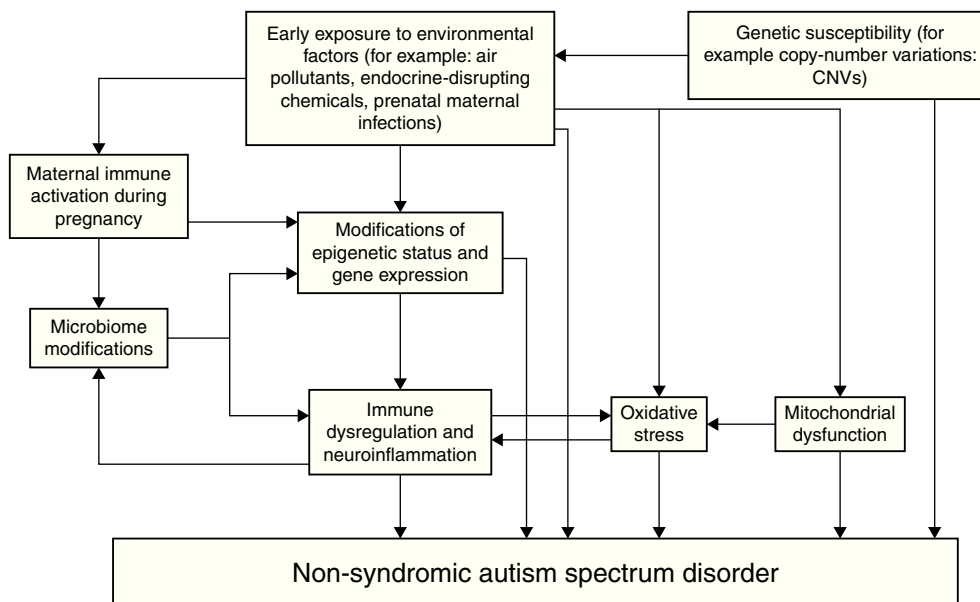 Early exposure to environmental
factors (for example: air
pollutants, endocrine-disrupting
chemicals, prenatal maternal
infections)
Genetic susceptibility (for
example copy-number variations:
CNVs)
Maternal immune
activation during
pregnancy
Modifications of
epigenetic status and
gene expression
Microbiome
modifications
Immune
dysregulation and
neuroinflammation
Oxidative
stress
Mitochondrial
dysfunction
Non-syndromic autism spectrum disorder